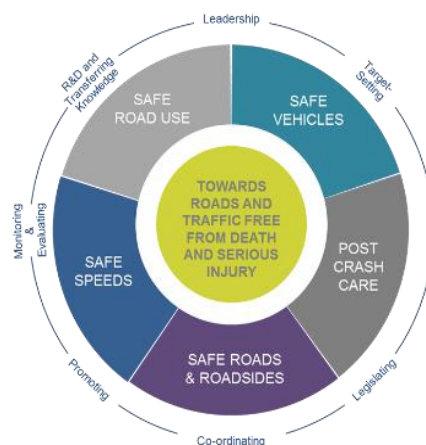 Leadership
R&D and
Transferring
Knowledge
Target-
Setting
SAFE
ROAD USE
SAFE
VEHICLES
TOWARDS
ROADS AND
TRAFFIC FREE
FROM DEATH
AND SERIOUS
INJURY
Monitoring
&
Evaluating
SAFE
SPEEDS
POST
CRASH
CARE
SAFE ROADS
& ROADSIDES
Promoting
Legislating
Co-ordinating